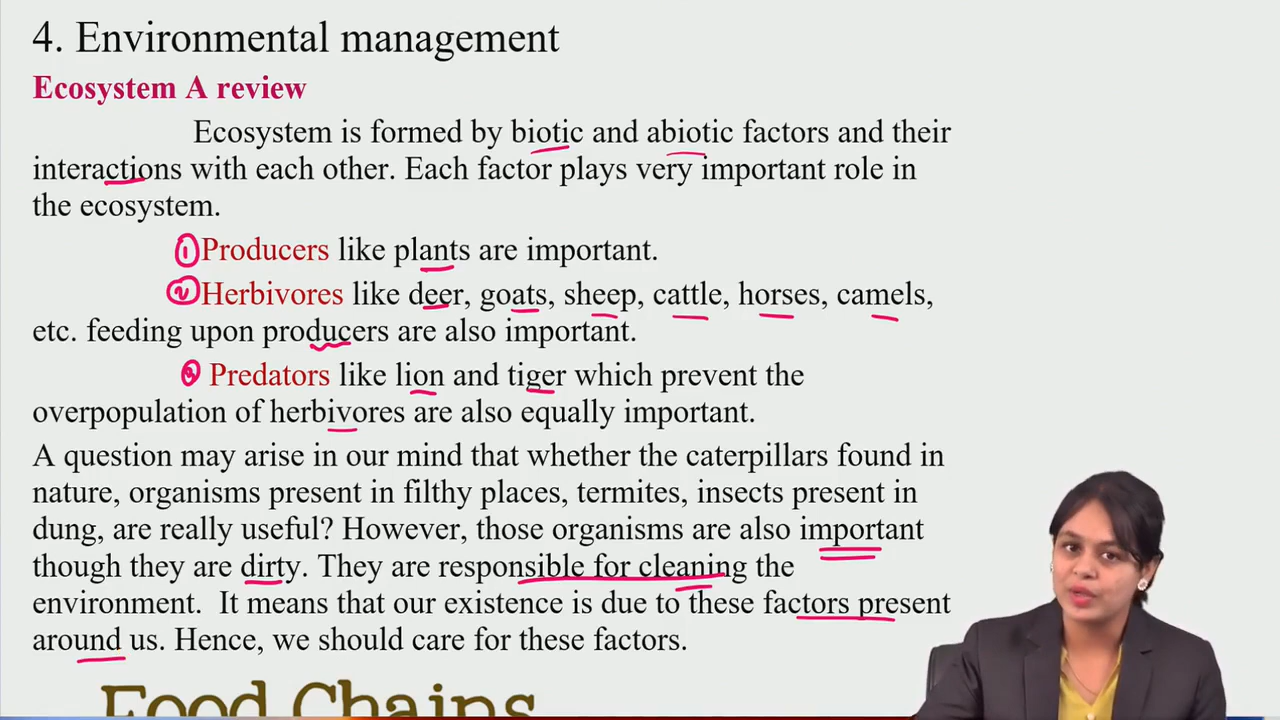 4. Environmental management
Ecosystem A review
Ecosystem is formed by biotic and abiotic factors and their
interactions with each other. Each factor plays very important role in
the ecosystem.
1 Producers like plants are important.
2 Herbivores like deer, goats, sheep, cattle, horses, camels,
etc. feeding upon producers are also important.
3 Predators like lion and tiger which prevent the
overpopulation of herbivores are also equally important.
A question may arise in our mind that whether the caterpillars found in
nature, organisms present in filthy places, termites, insects present in
dung, are really useful? However, those organisms are also important
though they are dirty. They are responsible for cleaning the
environment. It means that our existence is due to these factors present
around us. Hence, we should care for these factors.
Food Chains